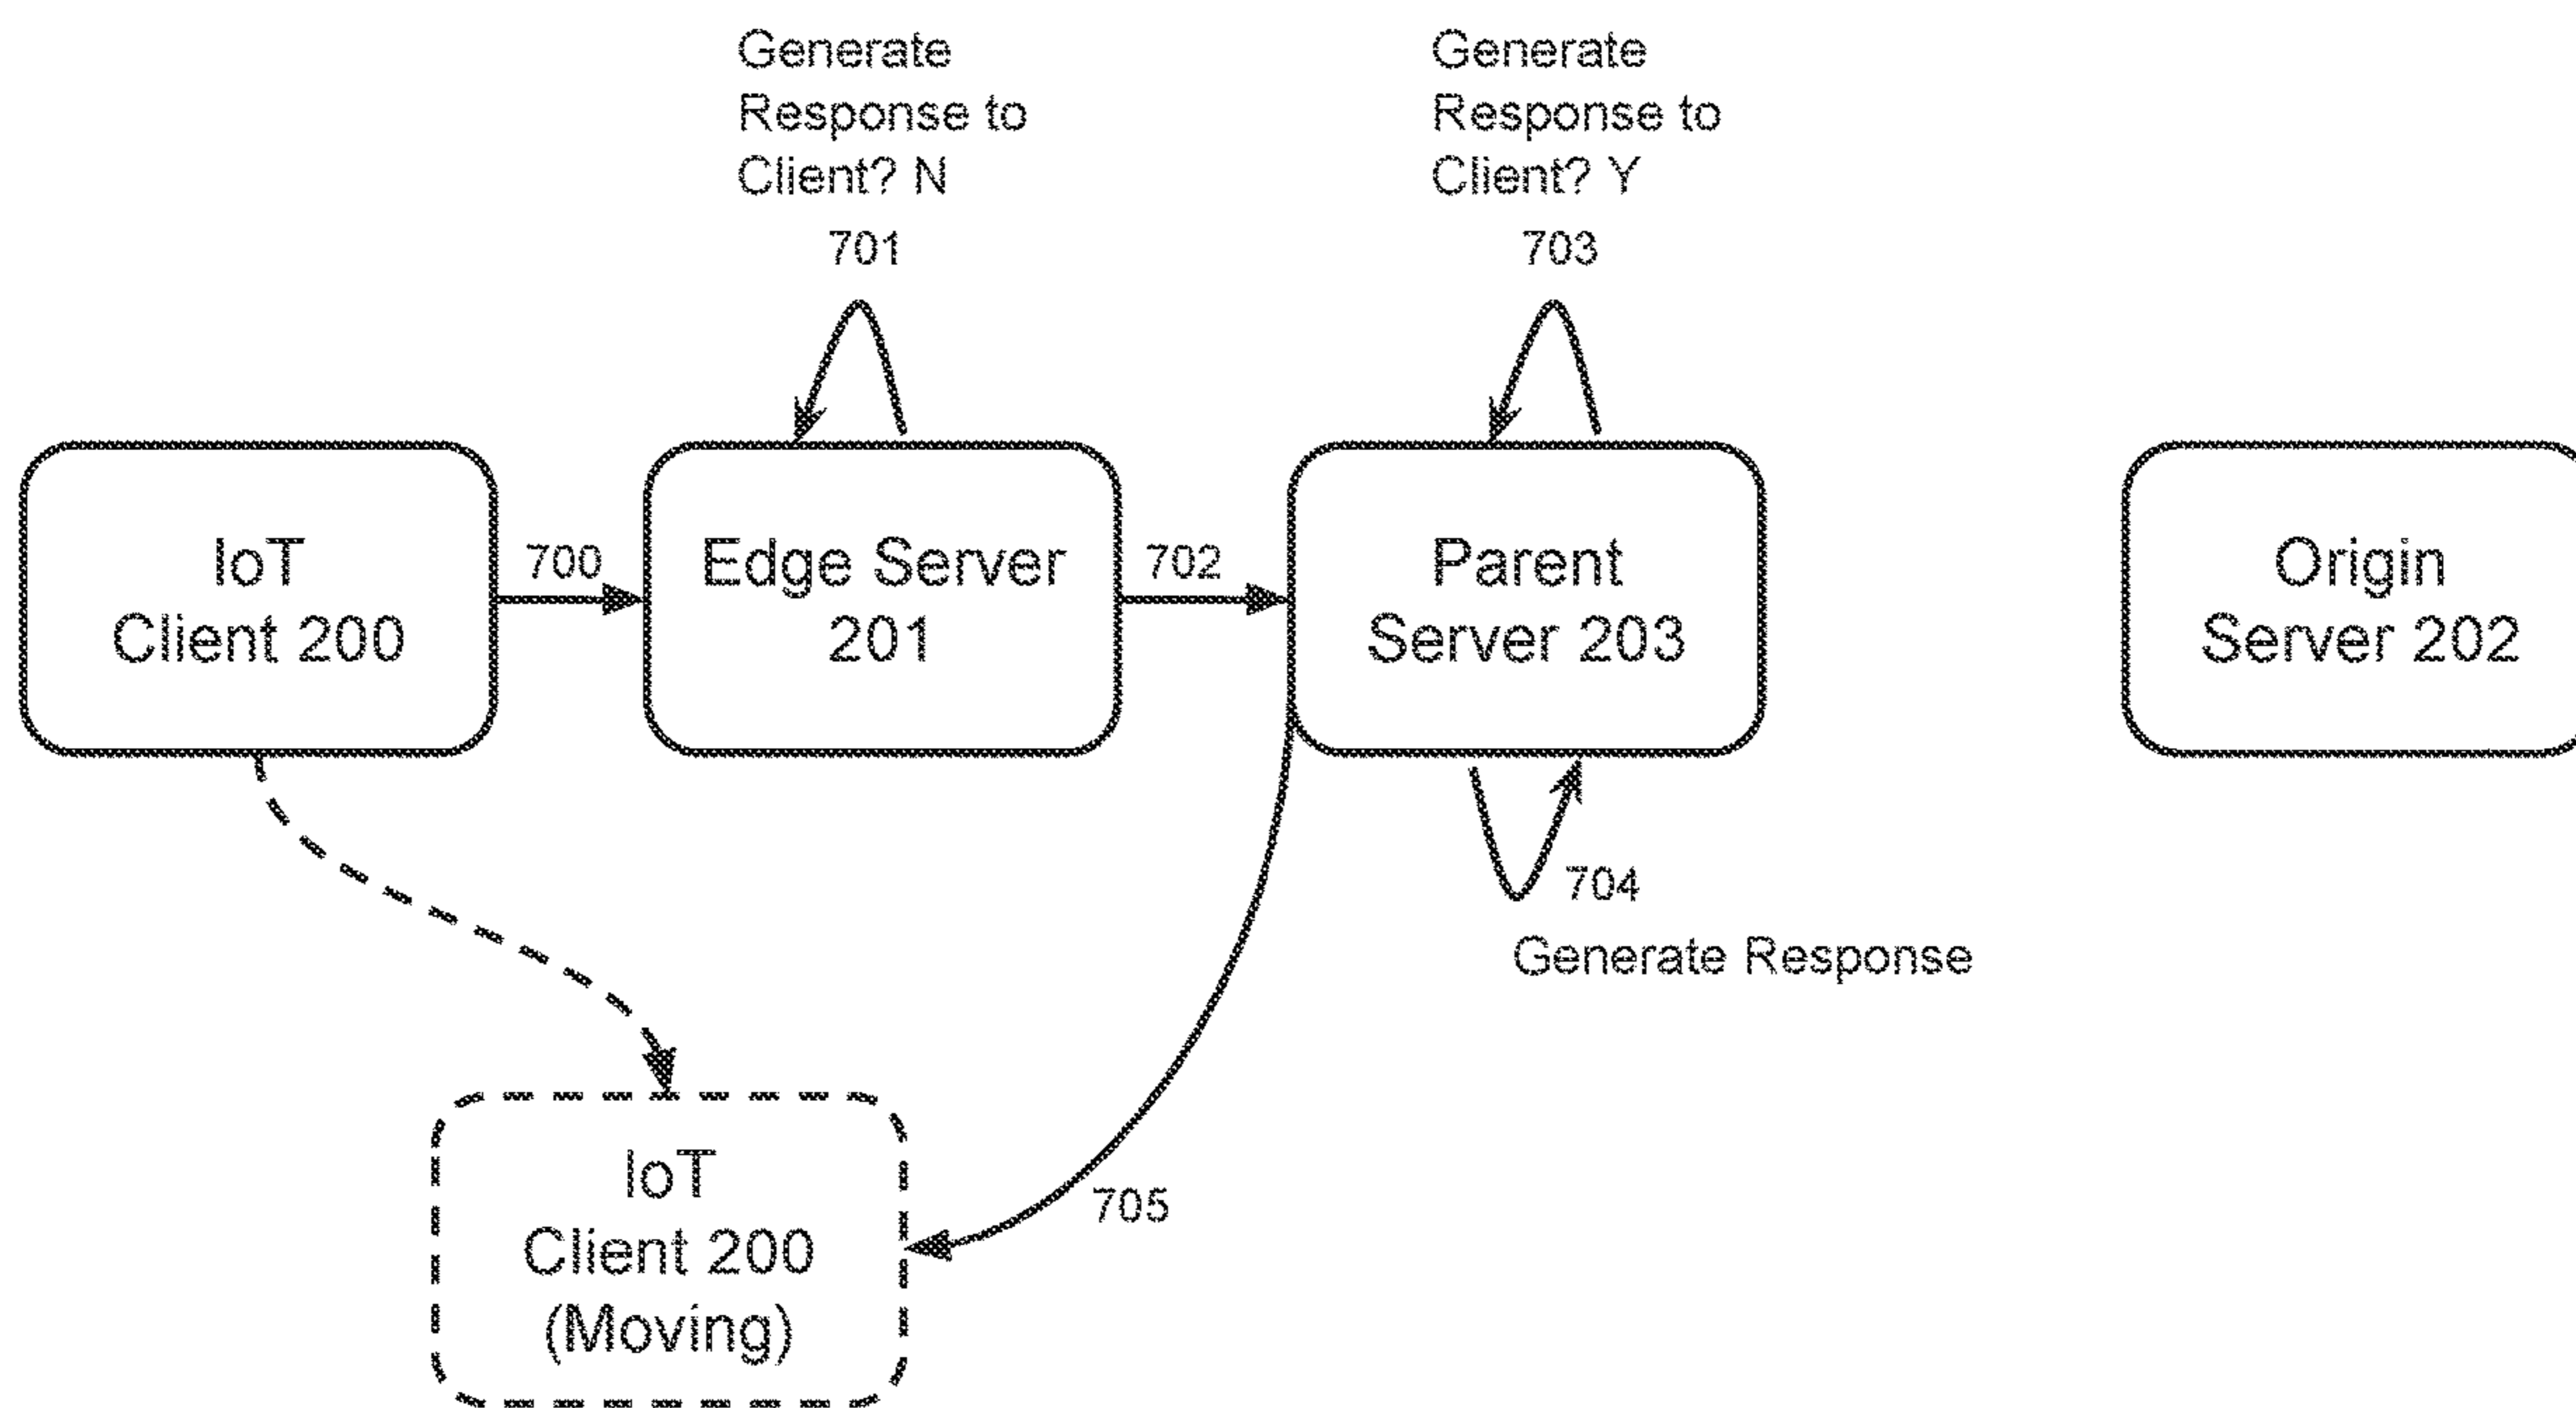 Generate
Response to
Client? N
701
Generate
Response to
Client? Y
703
IoT
Client 200
700
Edge Server
201
702
Parent
Server 203
Origin
Server 202
704
Generate Response
IoT
Client 200
(Moving)
705